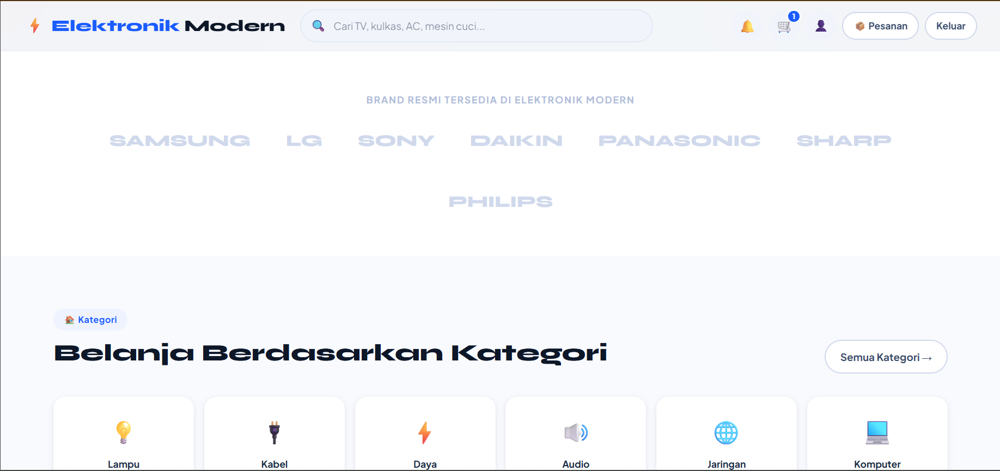 Elektronik Modern
Cari TV, kulkas, AC, mesin cuci...
1
Pesanan
Keluar
BRAND RESMI TERSEDIA DI ELEKTRONIK MODERN
SAMSUNG LG SONY DAIKIN PANASONIC SHARP
PHILIPS
Kategori
Belanja Berdasarkan Kategori
Semua Kategori →
Lampu Kabel Daya Audio Jaringan Komputer